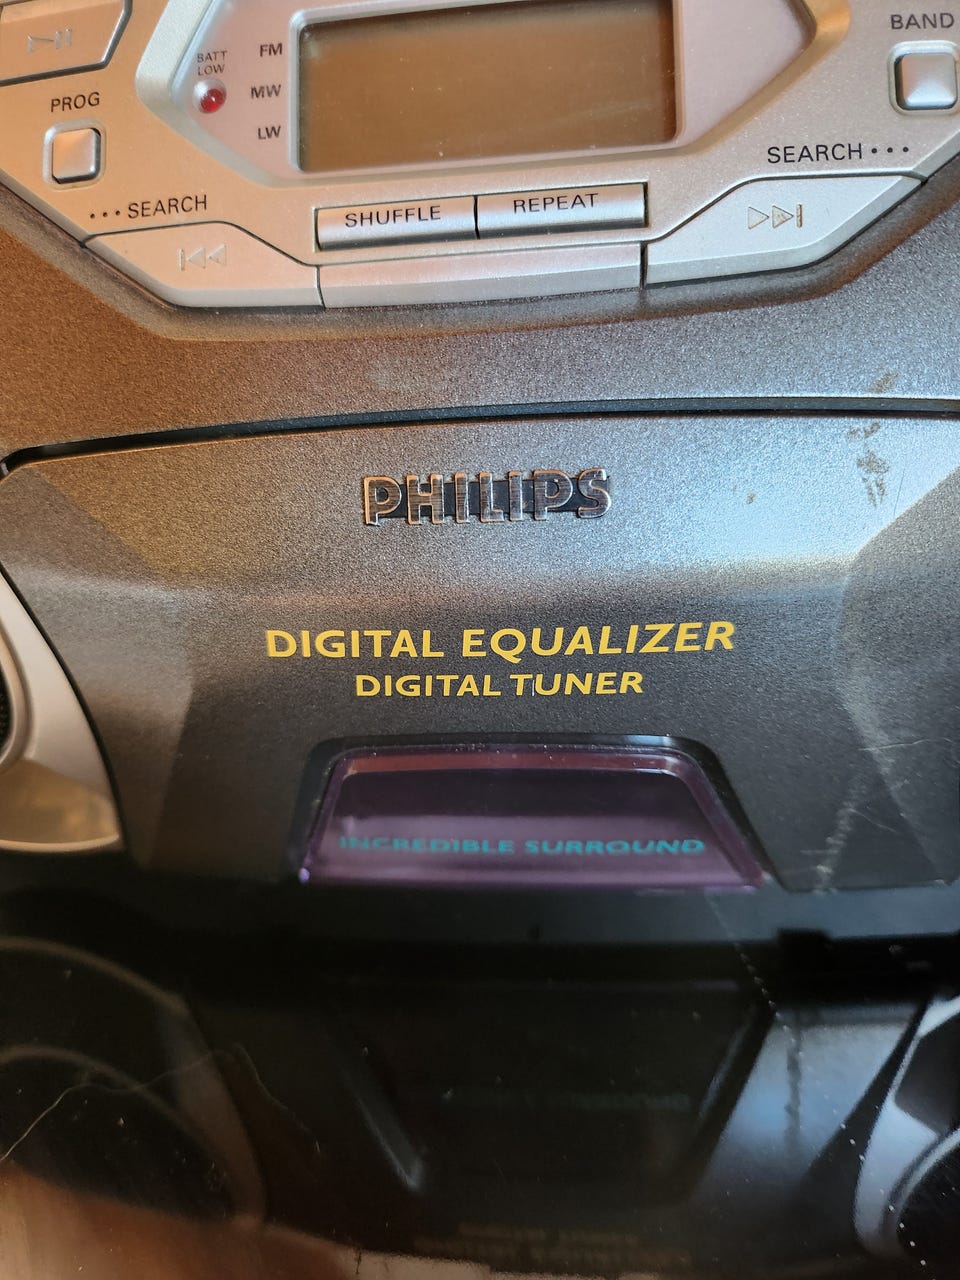 BAND
BATT
LOW
FM
MW
LW
PROG
SEARCH •••
••• SEARCH
SHUFFLE
REPEAT
PHILIPS
DIGITAL EQUALIZER
DIGITAL TUNER
INCREDIBLE SURROUND